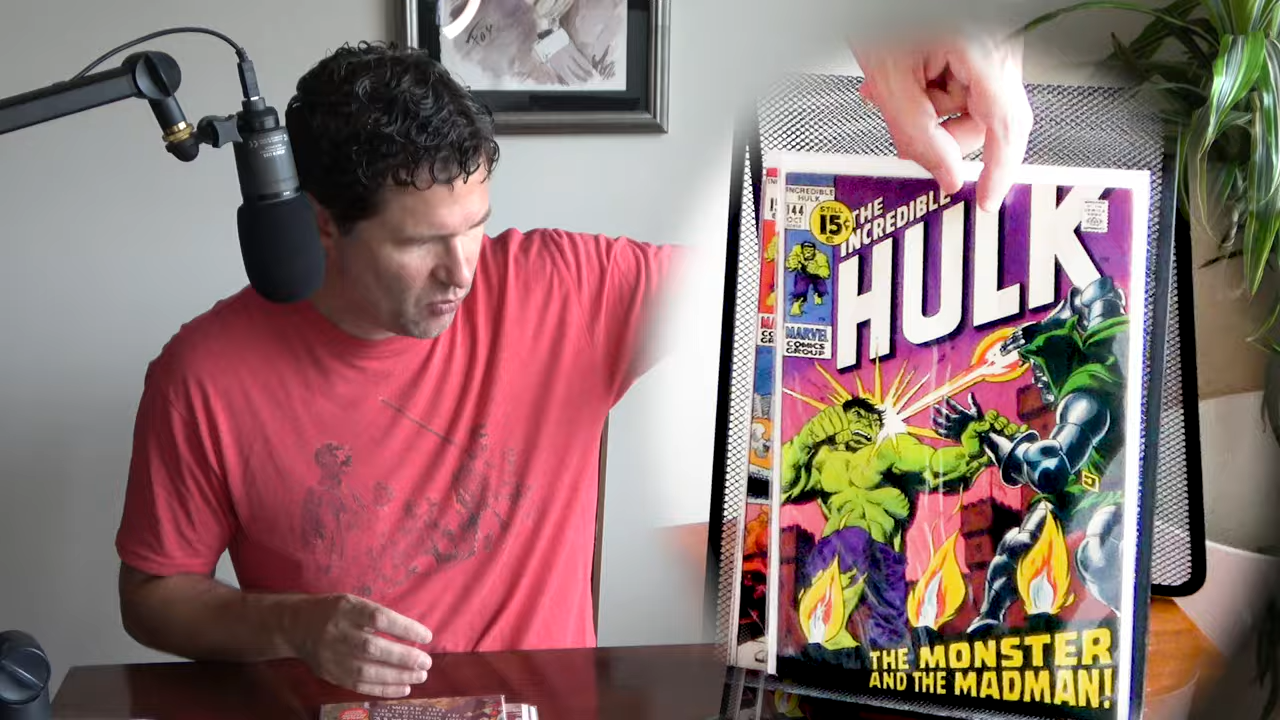 INCREDIBLE
HULK
144
OCT
STILL
15¢
THE
INCREDIBLE
HULK
MARVEL
COMICS
GROUP
THE MONSTER
AND THE MADMAN!